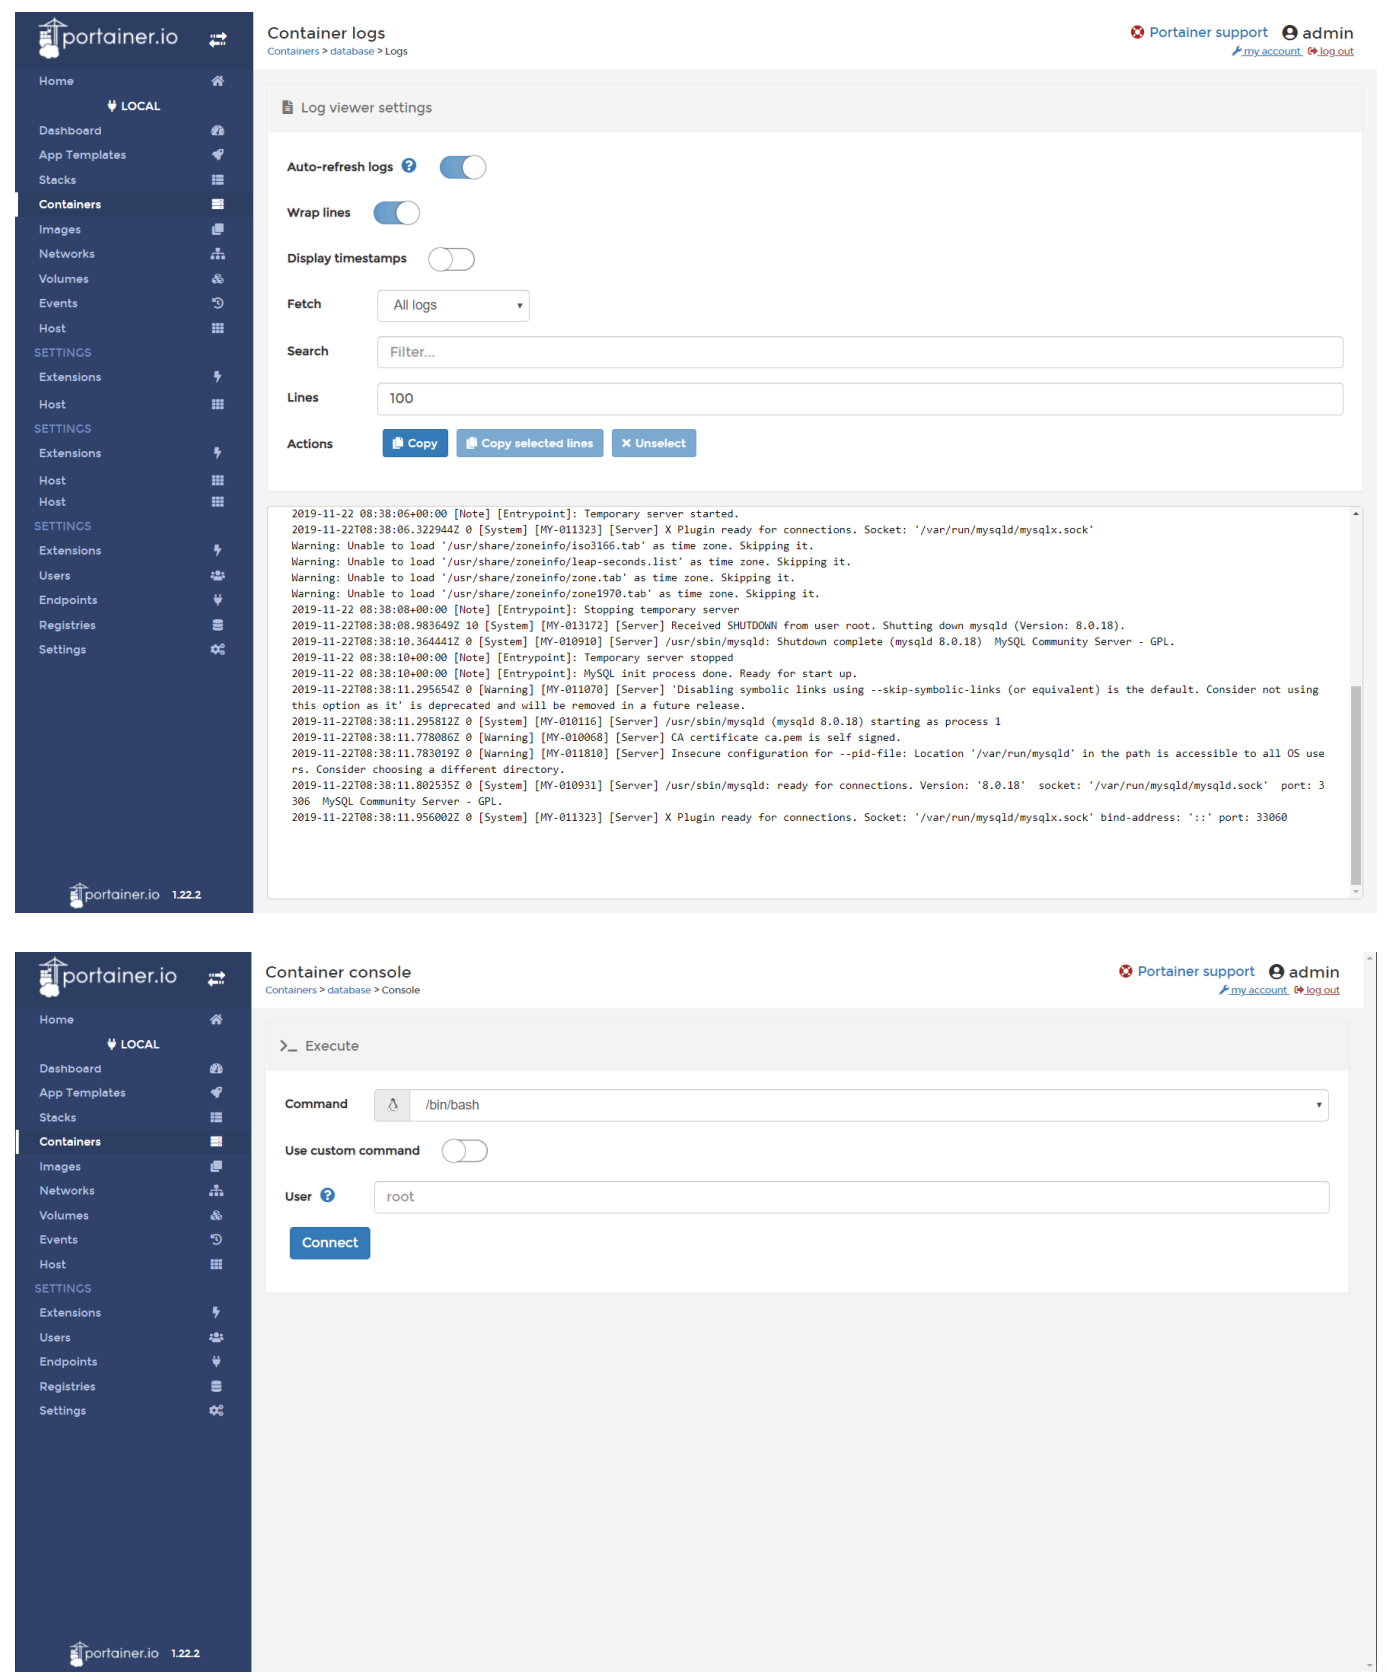 portainer.io
Container logs
Containers > database > Logs
Portainer support admin
my account log out
Home
LOCAL
Dashboard
App Templates
Stacks
Containers
Images
Networks
Volumes
Events
Host
SETTINGS
Extensions
Host
SETTINGS
Extensions
Host
Host
SETTINGS
Extensions
Users
Endpoints
Registries
Settings
portainer.io 1.22.2
Log viewer settings
Auto-refresh logs
Wrap lines
Display timestamps
Fetch All logs
Search Filter...
Lines 100
Actions Copy Copy selected lines Unselect
2019-11-22 08:38:06+00:00 [Note] [Entrypoint]: Temporary server started.
2019-11-22T08:38:06.322944Z 0 [System] [MY-011323] [Server] X Plugin ready for connections. Socket: '/var/run/mysqld/mysqlx.sock'
Warning: Unable to load '/usr/share/zoneinfo/iso3166.tab' as time zone. Skipping it.
Warning: Unable to load '/usr/share/zoneinfo/leap-seconds.list' as time zone. Skipping it.
Warning: Unable to load '/usr/share/zoneinfo/zone.tab' as time zone. Skipping it.
Warning: Unable to load '/usr/share/zoneinfo/zone1970.tab' as time zone. Skipping it.
2019-11-22 08:38:08+00:00 [Note] [Entrypoint]: Stopping temporary server
2019-11-22T08:38:08.983649Z 10 [System] [MY-013172] [Server] Received SHUTDOWN from user root. Shutting down mysqld (Version: 8.0.18).
2019-11-22T08:38:10.364441Z 0 [System] [MY-010910] [Server] /usr/sbin/mysqld: Shutdown complete (mysqld 8.0.18)  MySQL Community Server - GPL.
2019-11-22 08:38:10+00:00 [Note] [Entrypoint]: Temporary server stopped
2019-11-22 08:38:10+00:00 [Note] [Entrypoint]: MySQL init process done. Ready for start up.
2019-11-22T08:38:11.295654Z 0 [Warning] [MY-011070] [Server] 'Disabling symbolic links using --skip-symbolic-links (or equivalent) is the default. Consider not using
this option as it' is deprecated and will be removed in a future release.
2019-11-22T08:38:11.295812Z 0 [System] [MY-010116] [Server] /usr/sbin/mysqld (mysqld 8.0.18) starting as process 1
2019-11-22T08:38:11.778086Z 0 [Warning] [MY-010068] [Server] CA certificate ca.pem is self signed.
2019-11-22T08:38:11.783019Z 0 [Warning] [MY-011810] [Server] Insecure configuration for --pid-file: Location '/var/run/mysqld' in the path is accessible to all OS use
rs. Consider choosing a different directory.
2019-11-22T08:38:11.802535Z 0 [System] [MY-010931] [Server] /usr/sbin/mysqld: ready for connections. Version: '8.0.18'  socket: '/var/run/mysqld/mysqld.sock'  port: 3
306  MySQL Community Server - GPL.
2019-11-22T08:38:11.956002Z 0 [System] [MY-011323] [Server] X Plugin ready for connections. Socket: '/var/run/mysqld/mysqlx.sock' bind-address: '::' port: 33060
portainer.io
Container console
Containers > database > Console
Portainer support admin
my account log out
Home
LOCAL
Dashboard
App Templates
Stacks
Containers
Images
Networks
Volumes
Events
Host
SETTINGS
Extensions
Users
Endpoints
Registries
Settings
portainer.io 1.22.2
>_ Execute
Command /bin/bash
Use custom command
User root
Connect